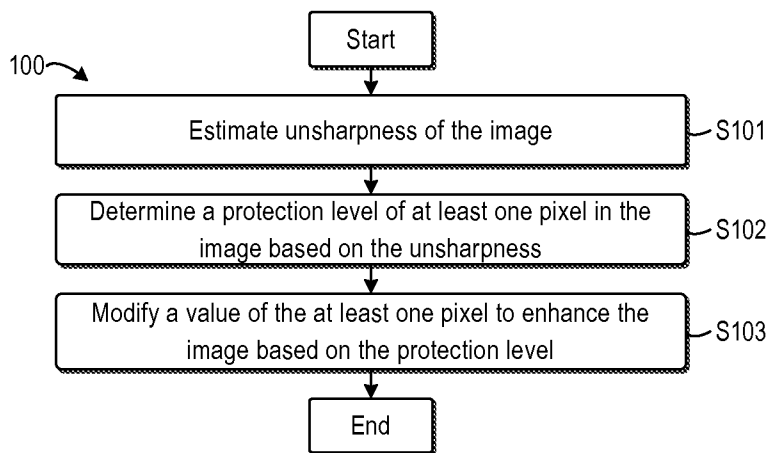 Start
100
Estimate unsharpness of the image
S101
Determine a protection level of at least one pixel in the
image based on the unsharpness
S102
Modify a value of the at least one pixel to enhance the
image based on the protection level
S103
End